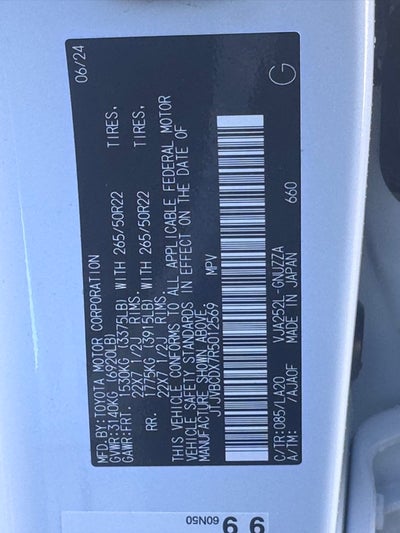 MFD.BY:TOYOTA MOTOR CORPORATION 06/24
GVWR:3140KG (6920LB)
GAWR:FRT. 1530KG (3375LB) WITH 265/50R22 TIRES,
22X7 1/2J RIMS.
RR. 1775KG (3915LB) WITH 265/50R22 TIRES,
22X7 1/2J RIMS.
THIS VEHICLE CONFORMS TO ALL APPLICABLE FEDERAL MOTOR
VEHICLE SAFETY STANDARDS IN EFFECT ON THE DATE OF
MANUFACTURE SHOWN ABOVE.
JTJVBCDX7R5012569 MPV
C/TR:085/LA20 VJA252L-GNUZZA
A/TM: -/AJA0F MADE IN JAPAN 660
G
60N50
99